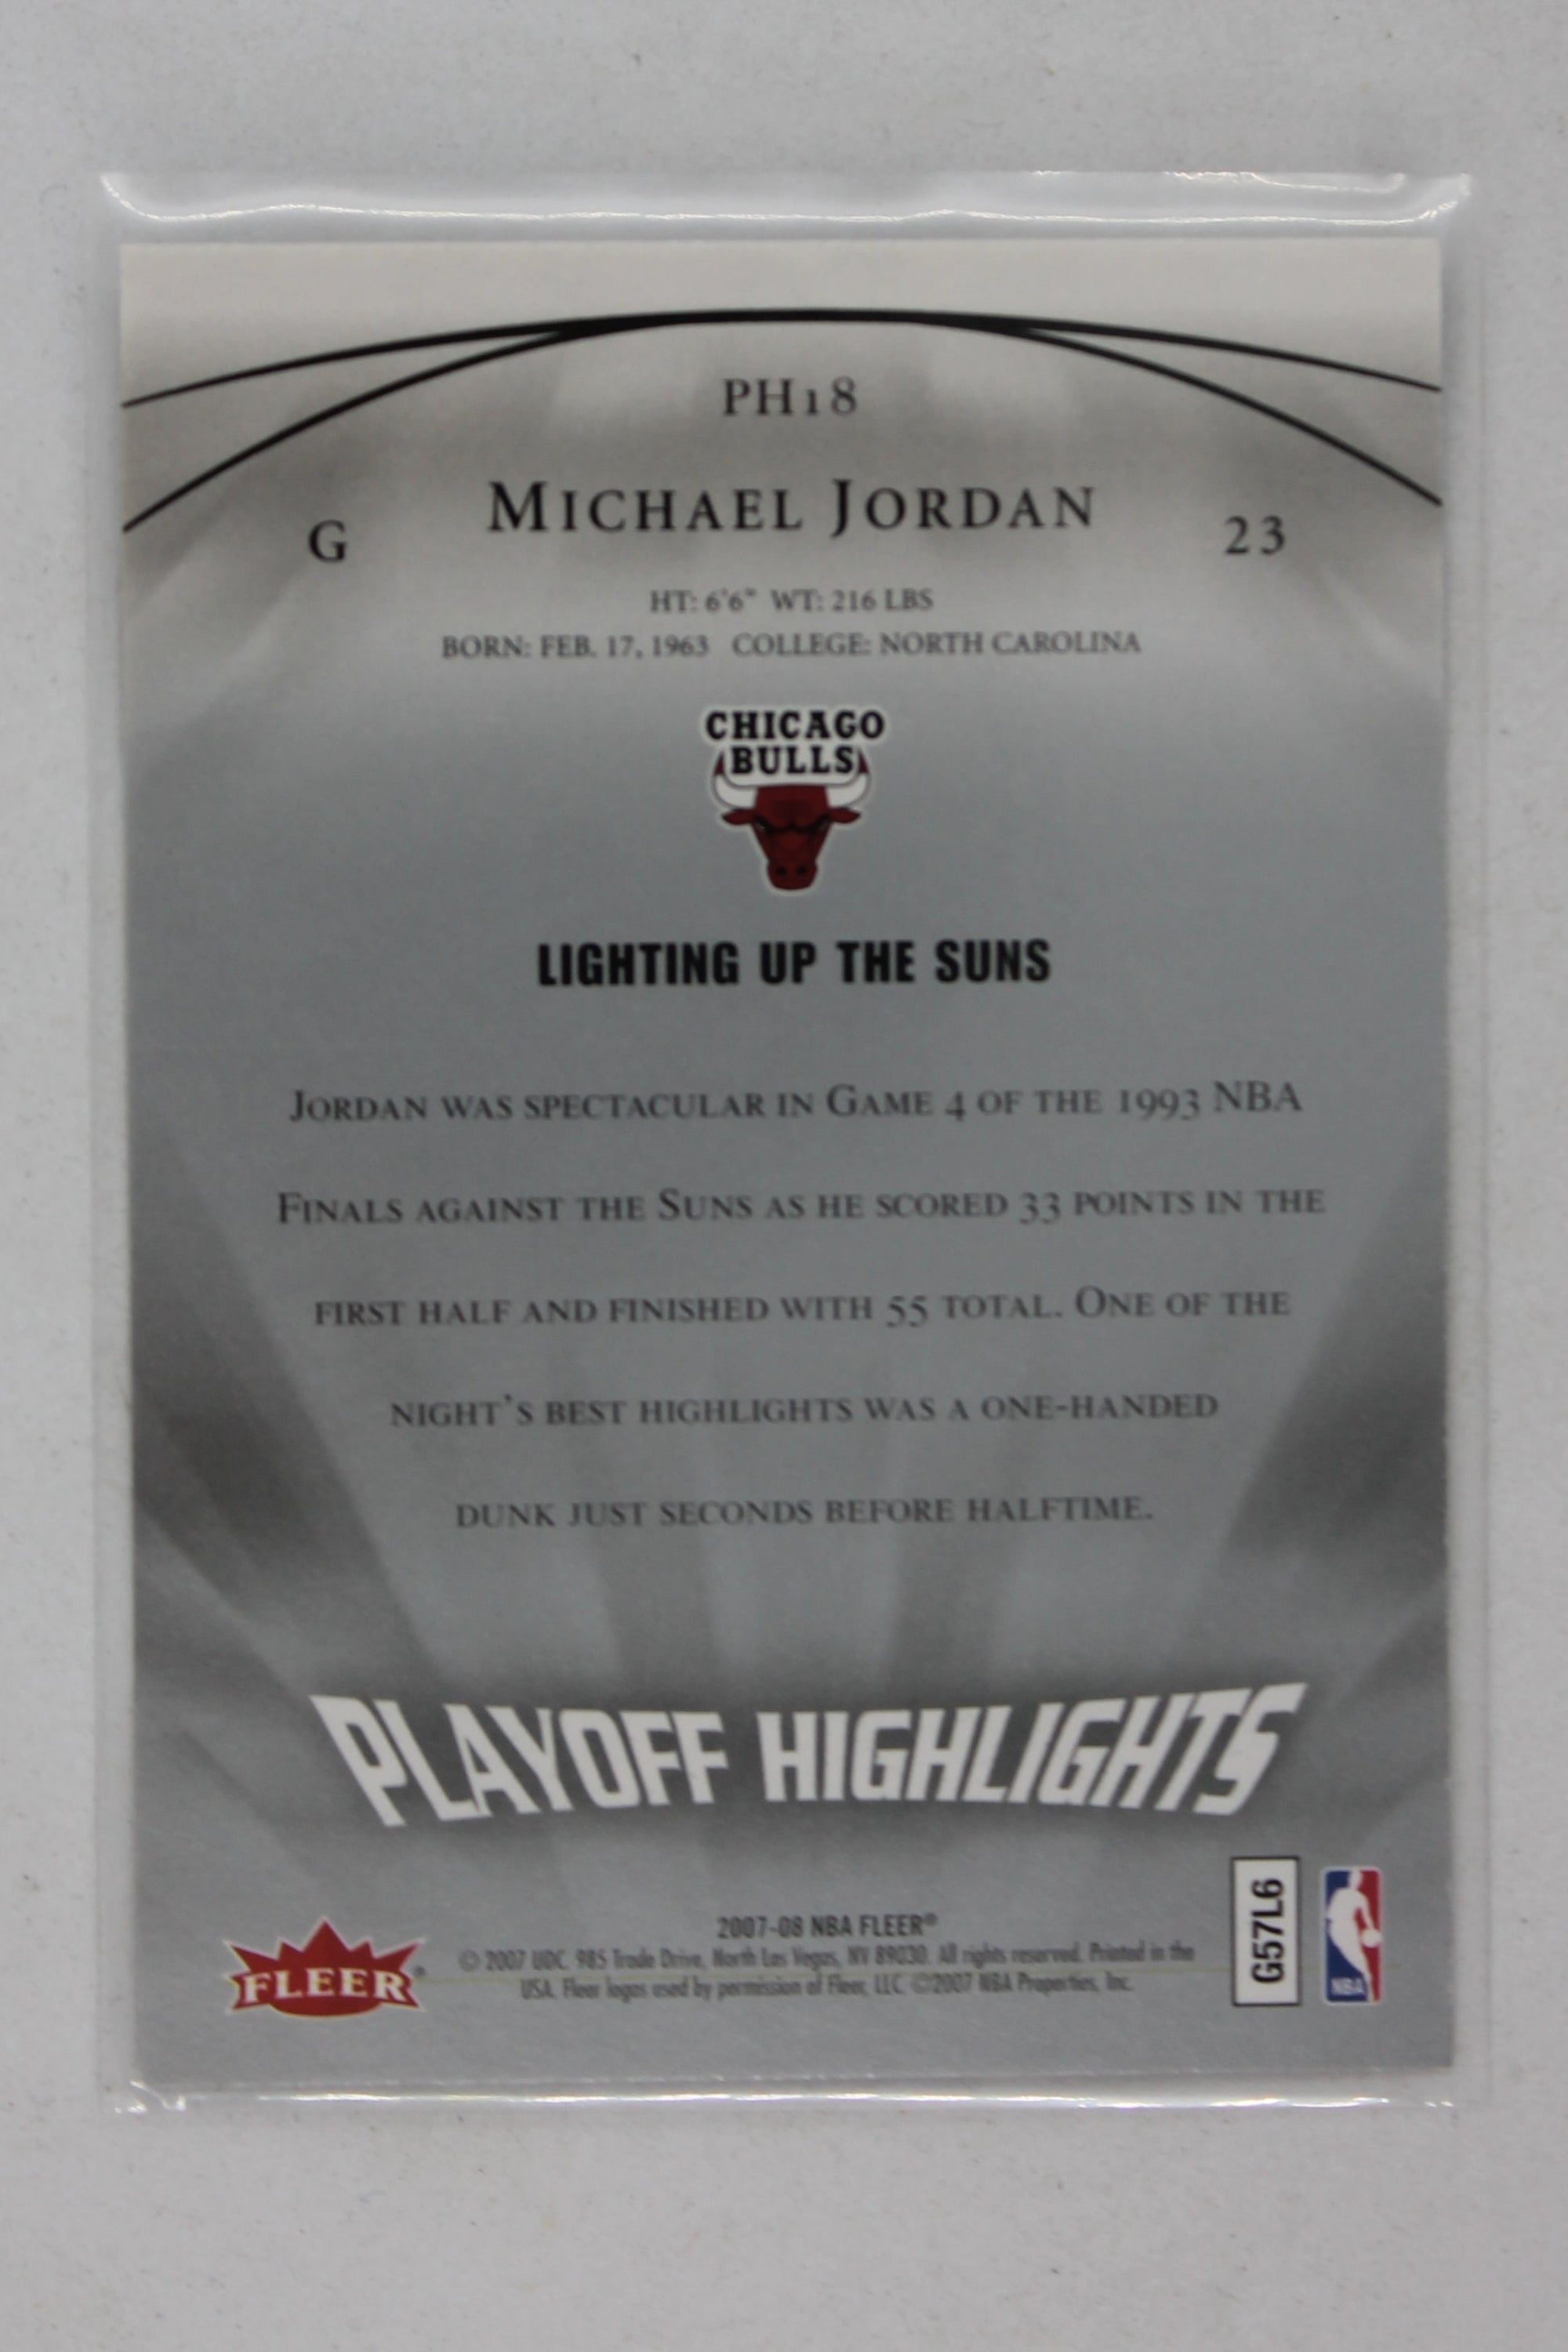 PH18
MICHAEL JORDAN
G
23
HT: 6'6" WT: 216 LBS
BORN: FEB. 17, 1963 COLLEGE: NORTH CAROLINA
CHICAGO
BULLS
LIGHTING UP THE SUNS
JORDAN WAS SPECTACULAR IN GAME 4 OF THE 1993 NBA
FINALS AGAINST THE SUNS AS HE SCORED 33 POINTS IN THE
FIRST HALF AND FINISHED WITH 55 TOTAL. ONE OF THE
NIGHT'S BEST HIGHLIGHTS WAS A ONE-HANDED
DUNK JUST SECONDS BEFORE HALFTIME.
PLAYOFF HIGHLIGHTS
FLEER®
2007-08 NBA FLEER®
© 2007 UDC. 985 Trade Drive, North Las Vegas, NV 89030. All rights reserved. Printed in the
USA. Fleer logos used by permission of Fleer, LLC ©2007 NBA Properties, Inc.
G57L6
NBA